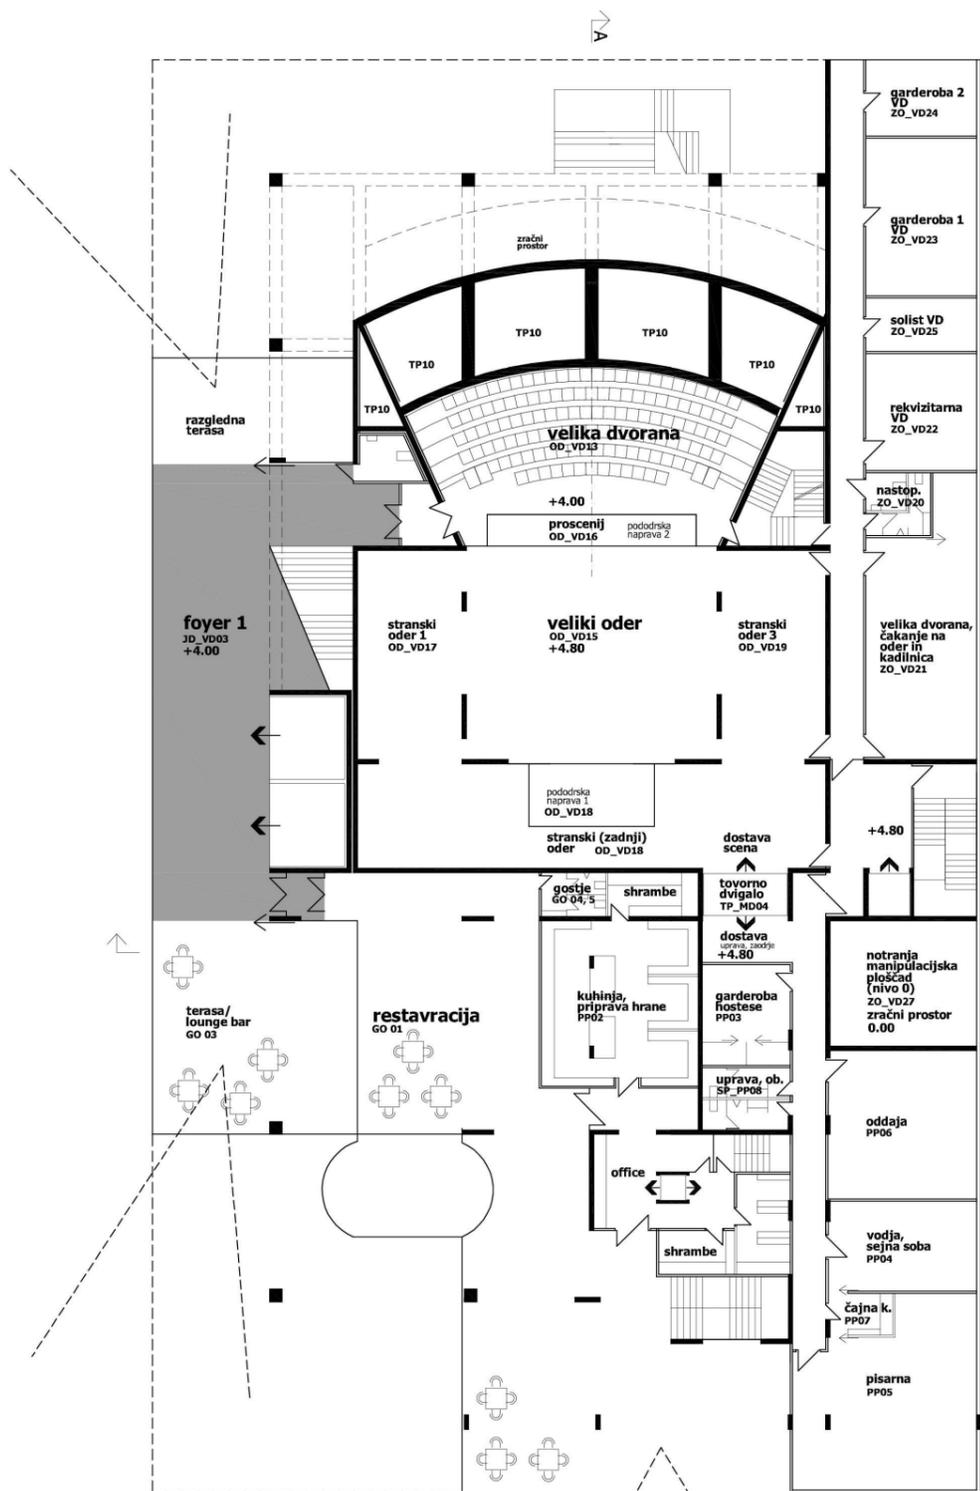 A
garderoba 2
VD
ZO_VD24
garderoba 1
VD
ZO_VD23
zračni
prostor
solist VD
ZO_VD25
TP10
TP10
TP10
TP10
TP10
TP10
rekvizitarna
VD
ZO_VD22
razgledna
terasa
velika dvorana
OD_VD13
nastop.
ZO_VD20
+4.00
proscenij
OD_VD16
pododrska
naprava 2
foyer 1
JD_VD03
+4.00
stranski
oder 1
OD_VD17
veliki oder
OD_VD15
+4.80
stranski
oder 3
OD_VD19
velika dvorana,
čakanje na
oder in
kadilnica
ZO_VD21
pododrska
naprava 1
OD_VD18
stranski (zadnji)
oder OD_VD18
dostava
scena
+4.80
gostje
GO 04, 5
shrambe
tovorno
dvigalo
TP_MD04
dostava
uprava, zaodrje
+4.80
notranja
manipulacijska
ploščad
(nivo 0)
ZO_VD27
zračni prostor
0.00
terasa/
lounge bar
GO 03
restavracija
GO 01
kuhinja,
priprava hrane
PP02
garderoba
hostese
PP03
uprava, ob.
SP_PP08
oddaja
PP06
office
shrambe
vodja,
sejna soba
PP04
čajna k.
PP07
pisarna
PP05